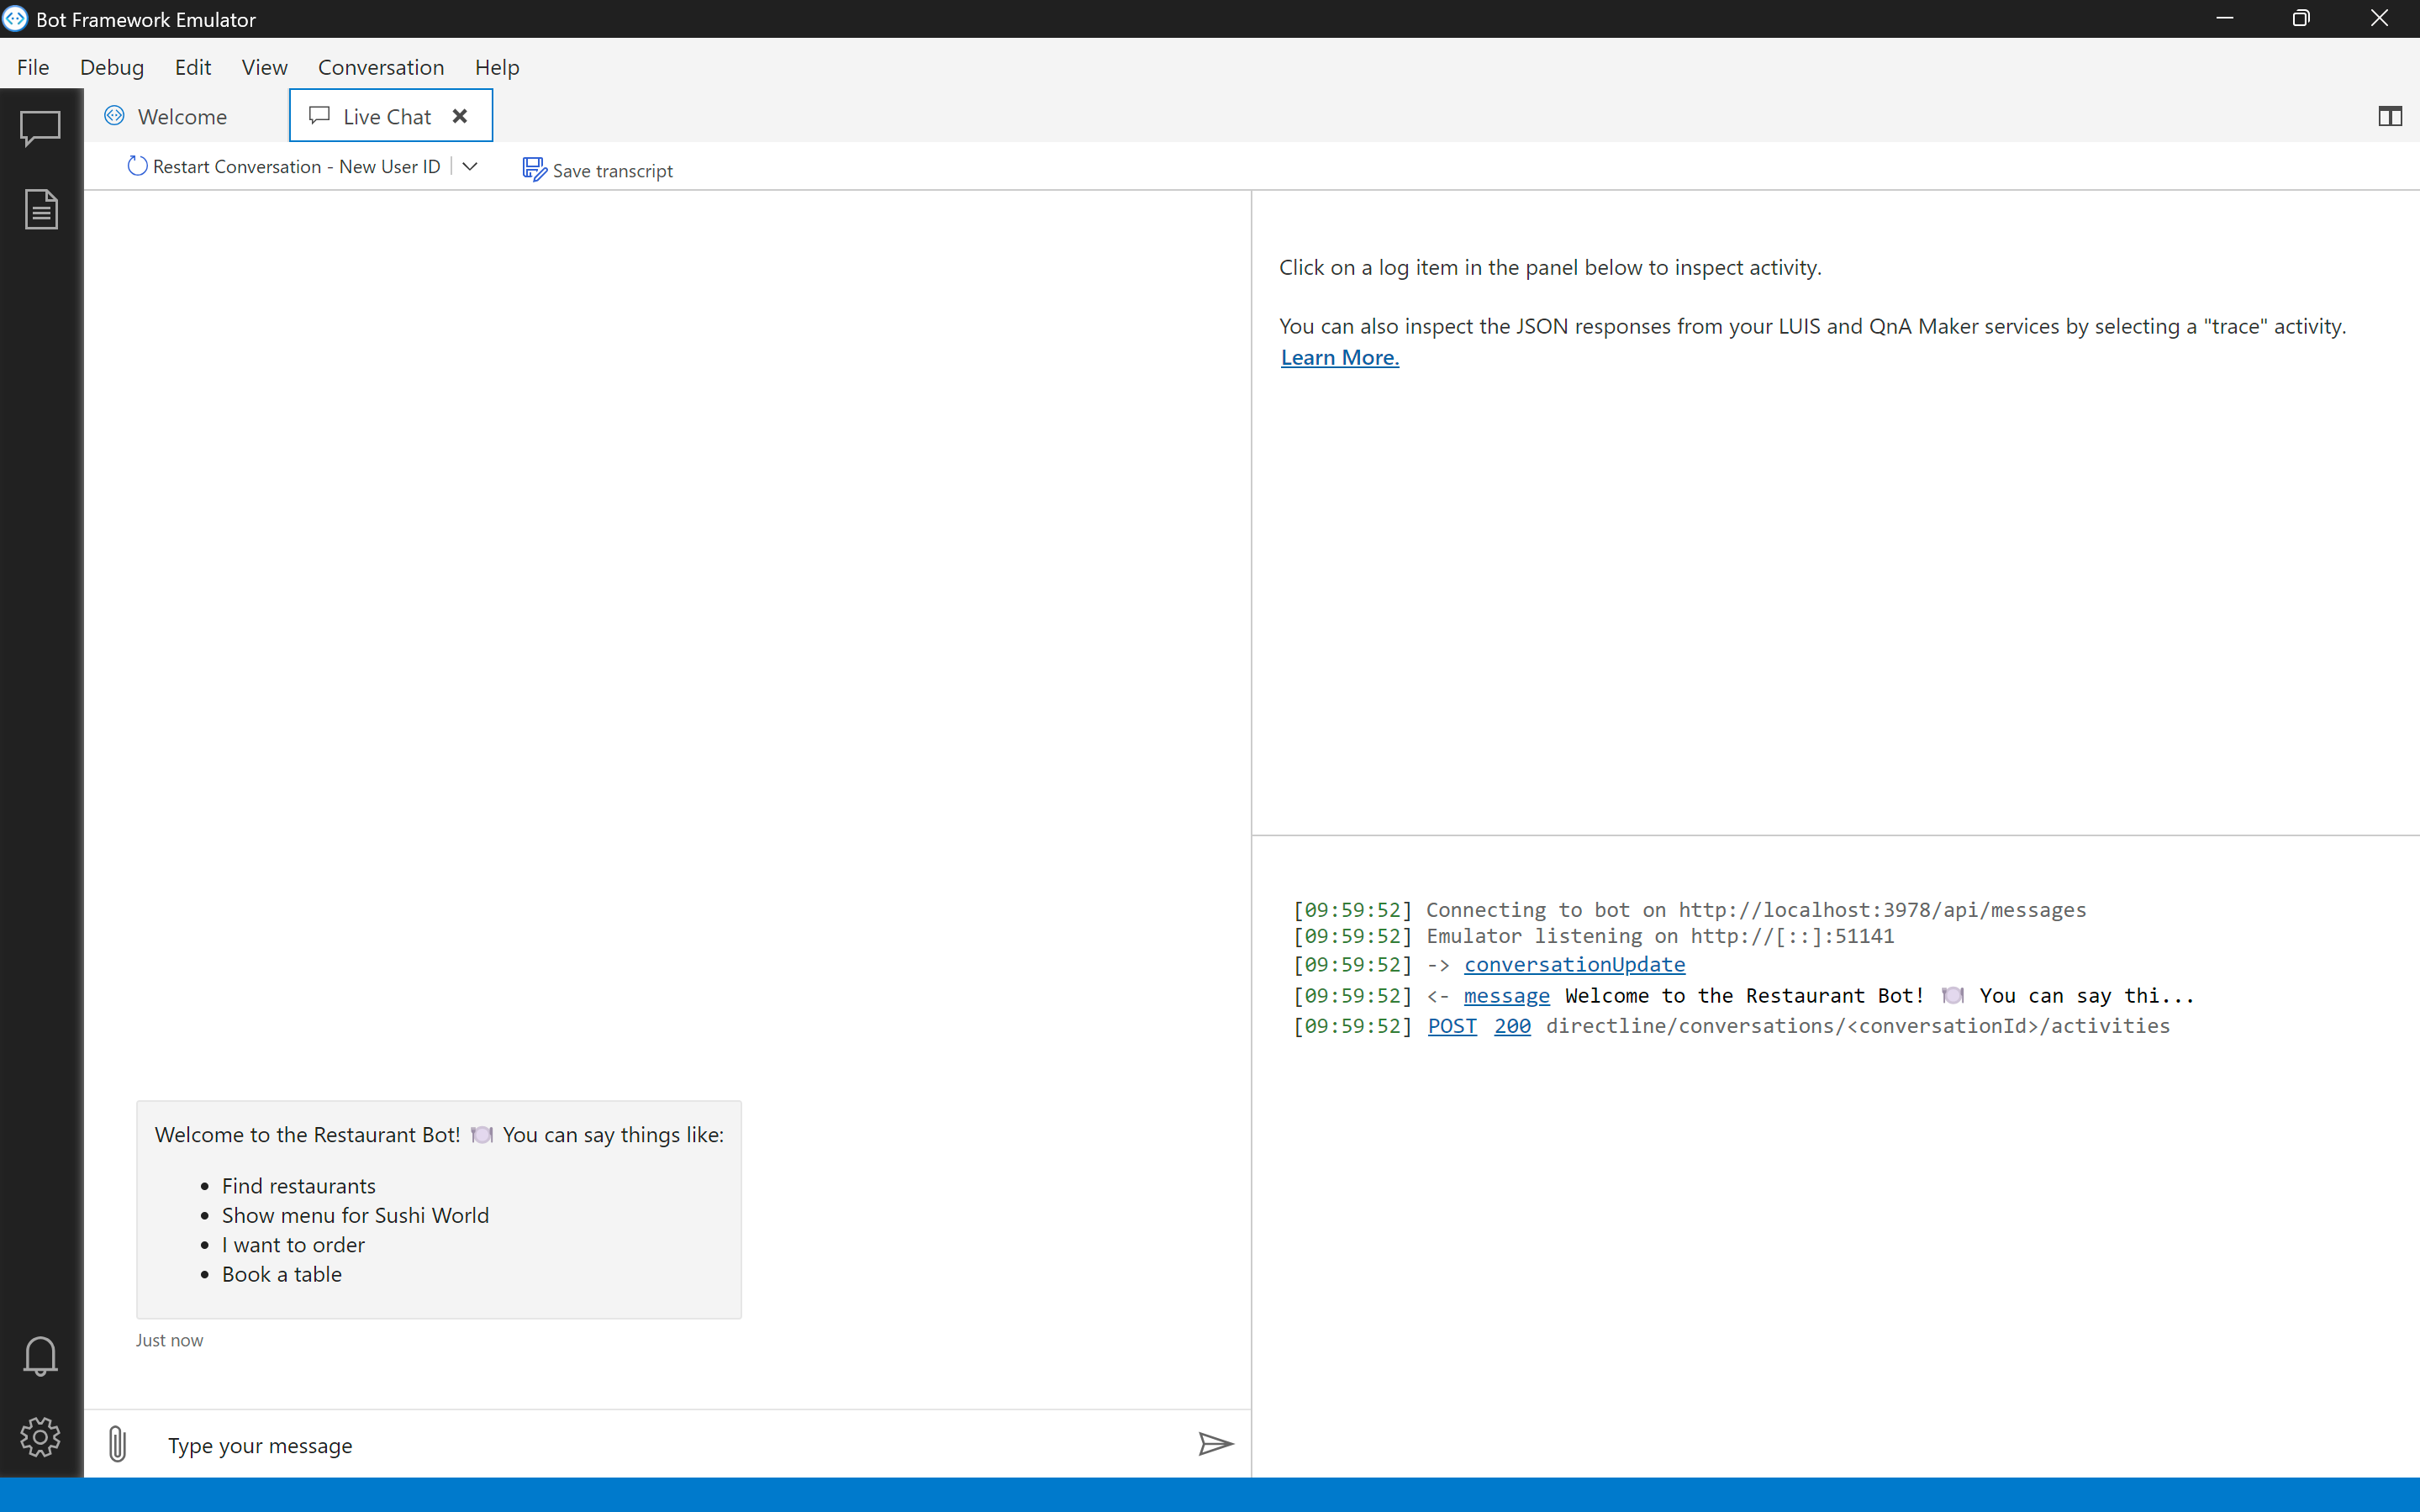 Bot Framework Emulator
File Debug Edit View Conversation Help
Welcome
Live Chat
Restart Conversation - New User ID
Save transcript
Click on a log item in the panel below to inspect activity.
You can also inspect the JSON responses from your LUIS and QnA Maker services by selecting a "trace" activity.
Learn More.
[09:59:52] Connecting to bot on http://localhost:3978/api/messages
[09:59:52] Emulator listening on http://[::]:51141
[09:59:52] -> conversationUpdate
[09:59:52] <- message Welcome to the Restaurant Bot! 🍽️ You can say thi...
[09:59:52] POST 200 directline/conversations/<conversationId>/activities
Welcome to the Restaurant Bot! 🍽️ You can say things like:
• Find restaurants
• Show menu for Sushi World
• I want to order
• Book a table
Just now
Type your message